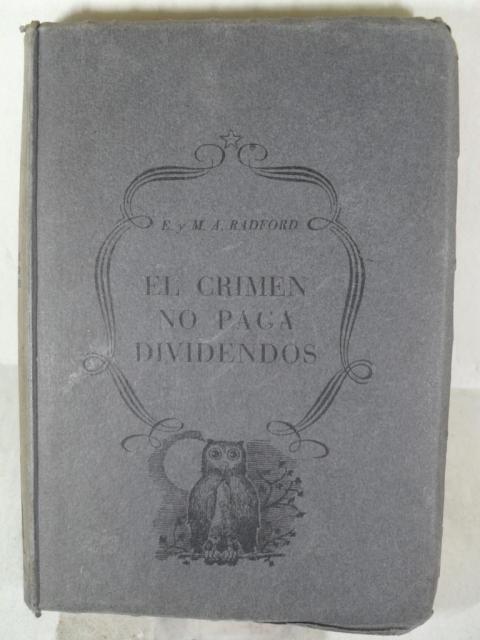 E. y M. A. RADFORD
EL CRIMEN
NO PAGA
DIVIDENDOS